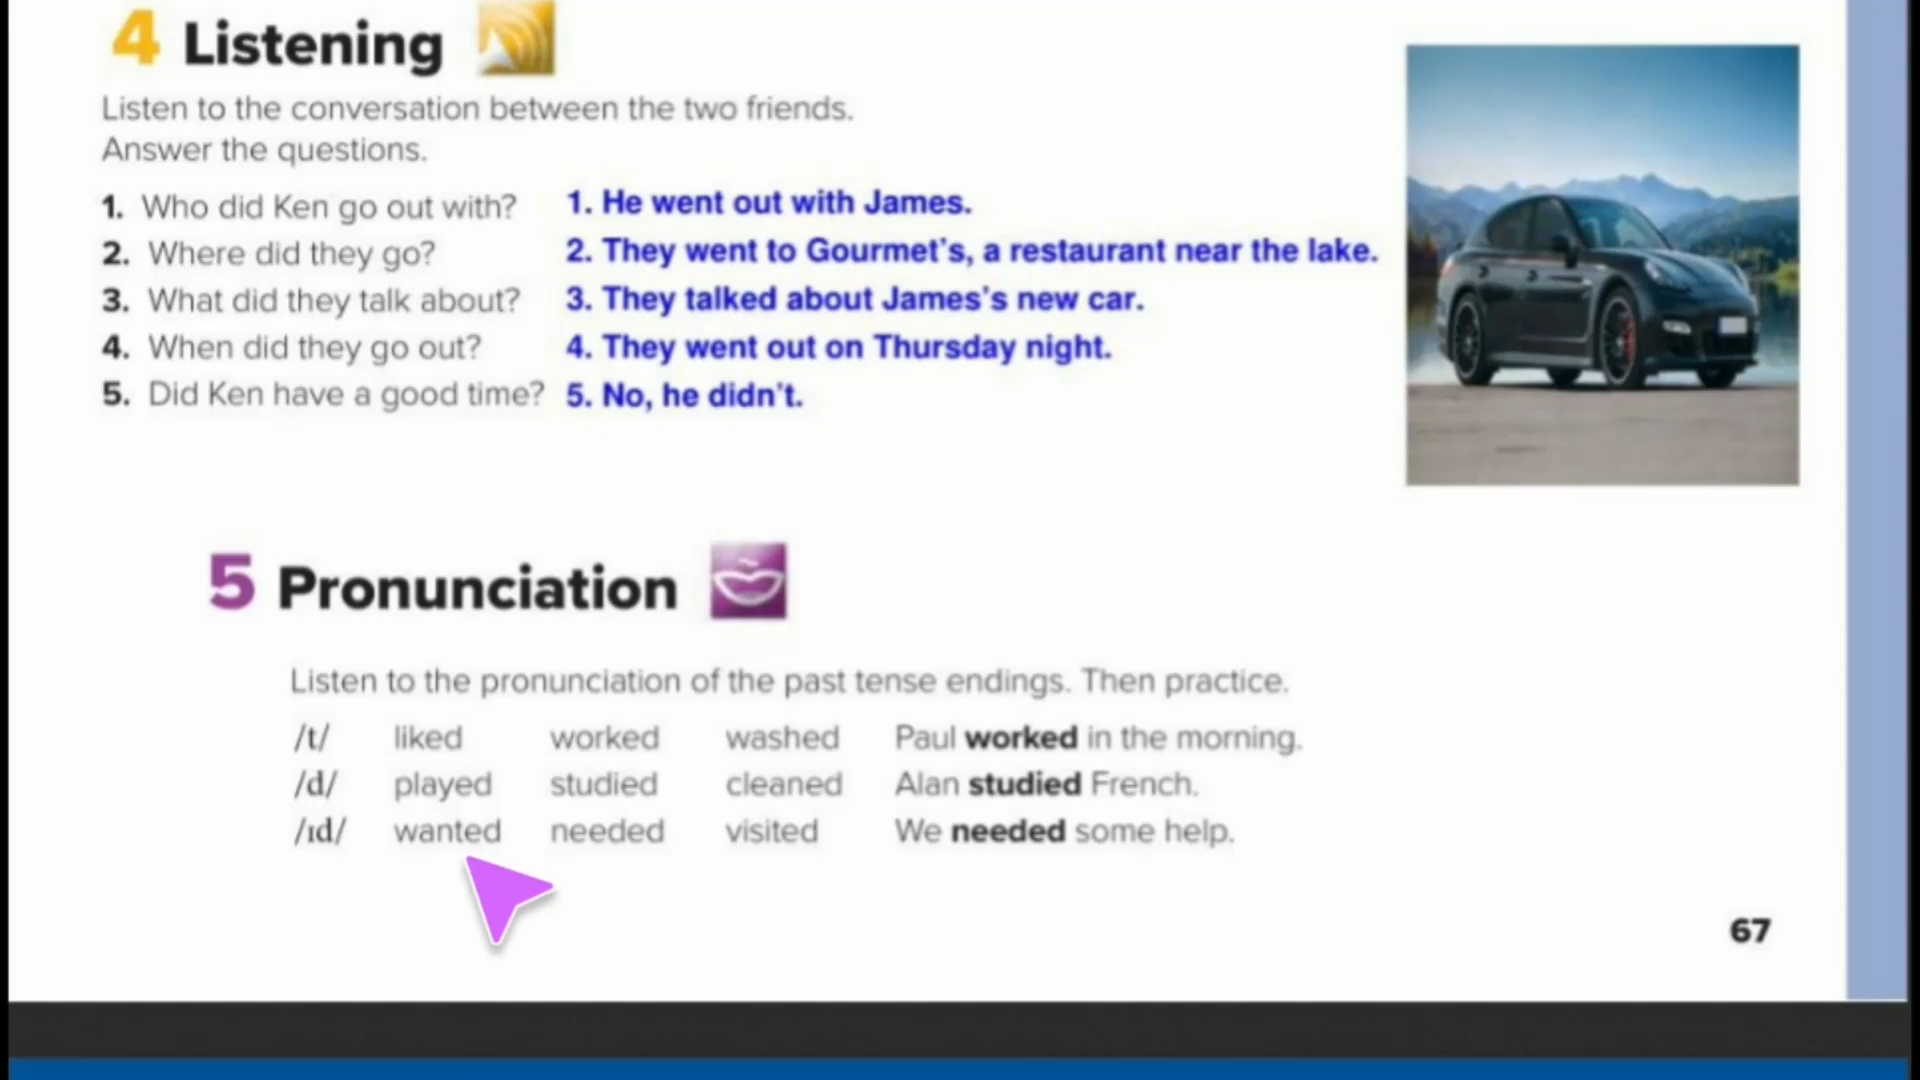 4 Listening
Listen to the conversation between the two friends.
Answer the questions.
1. Who did Ken go out with? 1. He went out with James.
2. Where did they go? 2. They went to Gourmet's, a restaurant near the lake.
3. What did they talk about? 3. They talked about James's new car.
4. When did they go out? 4. They went out on Thursday night.
5. Did Ken have a good time? 5. No, he didn't.
5 Pronunciation
Listen to the pronunciation of the past tense endings. Then practice.
/t/ liked worked washed Paul worked in the morning.
/d/ played studied cleaned Alan studied French.
/ɪd/ wanted needed visited We needed some help.
67